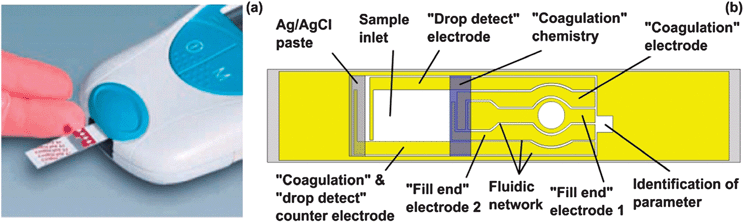 (a)
M
Ag/AgCl
paste
Sample
inlet
"Drop detect"
electrode
"Coagulation"
chemistry
(b)
"Coagulation"
electrode
"Coagulation" &
"drop detect"
counter electrode
"Fill end"
electrode 2
Fluidic
network
"Fill end"
electrode 1
Identification of
parameter